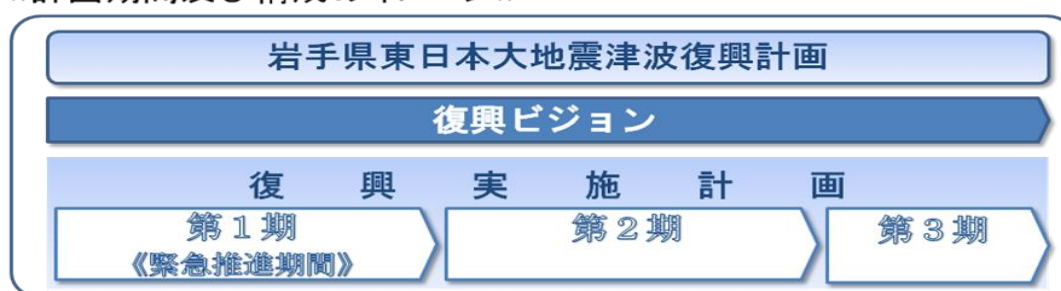 岩手県東日本大地震津波復興計画
復興ビジョン
復興実施計画
第1期
《緊急推進期間》
第2期
第3期